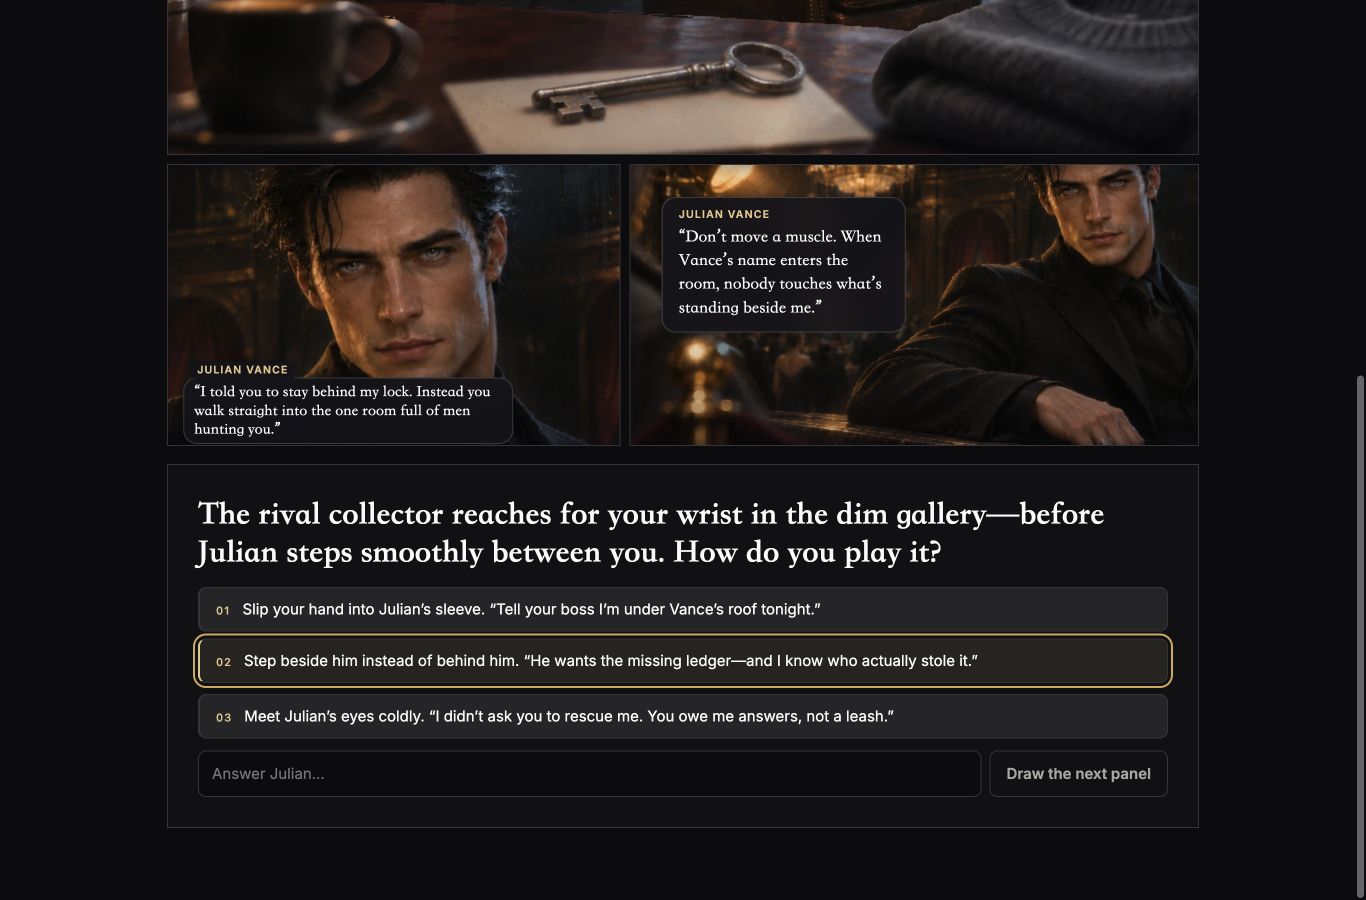 JULIAN VANCE
“I told you to stay behind my lock. Instead you
walk straight into the one room full of men
hunting you.”
JULIAN VANCE
“Don’t move a muscle. When
Vance’s name enters the
room, nobody touches what’s
standing beside me.”
The rival collector reaches for your wrist in the dim gallery—before
Julian steps smoothly between you. How do you play it?
01 Slip your hand into Julian’s sleeve. “Tell your boss I’m under Vance’s roof tonight.”
02 Step beside him instead of behind him. “He wants the missing ledger—and I know who actually stole it.”
03 Meet Julian’s eyes coldly. “I didn’t ask you to rescue me. You owe me answers, not a leash.”
Answer Julian...
Draw the next panel